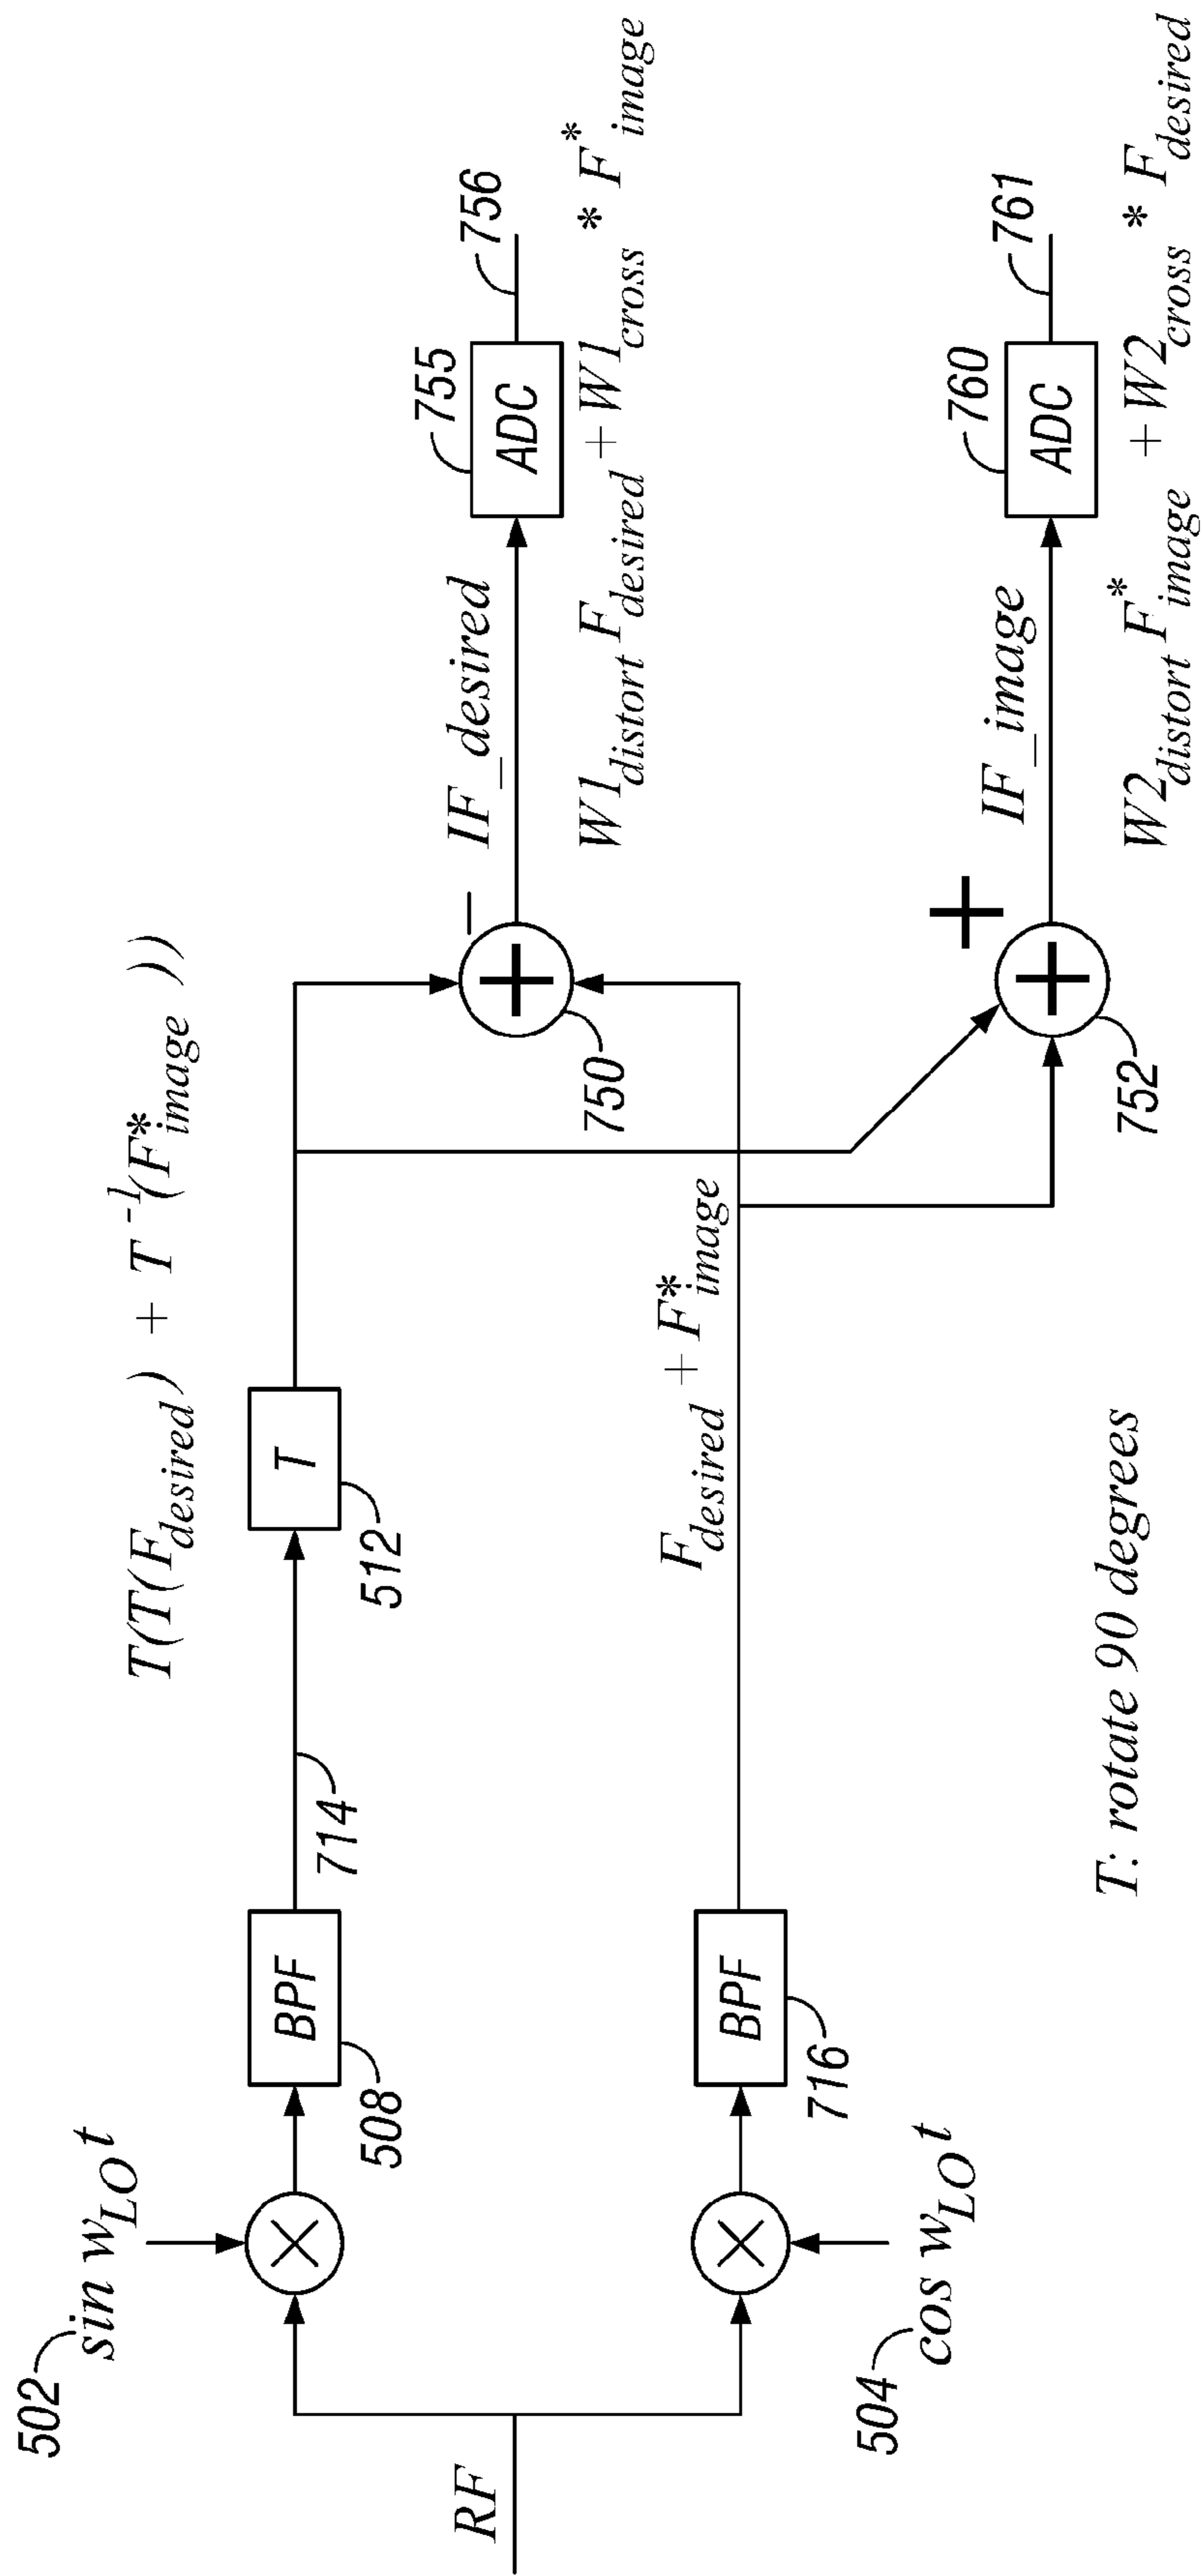 502
sin w_LO t
RF
504
cos w_LO t
BPF
508
714
T
512
T(T(F_desired) + T^-1(F*_image))
BPF
716
F_desired + F*_image
T: rotate 90 degrees
−
+
750
IF_desired
755
ADC
756
W1_distort F_desired + W1_cross * F*_image
+
+
752
IF_image
760
ADC
761
W2_distort F*_image + W2_cross * F_desired